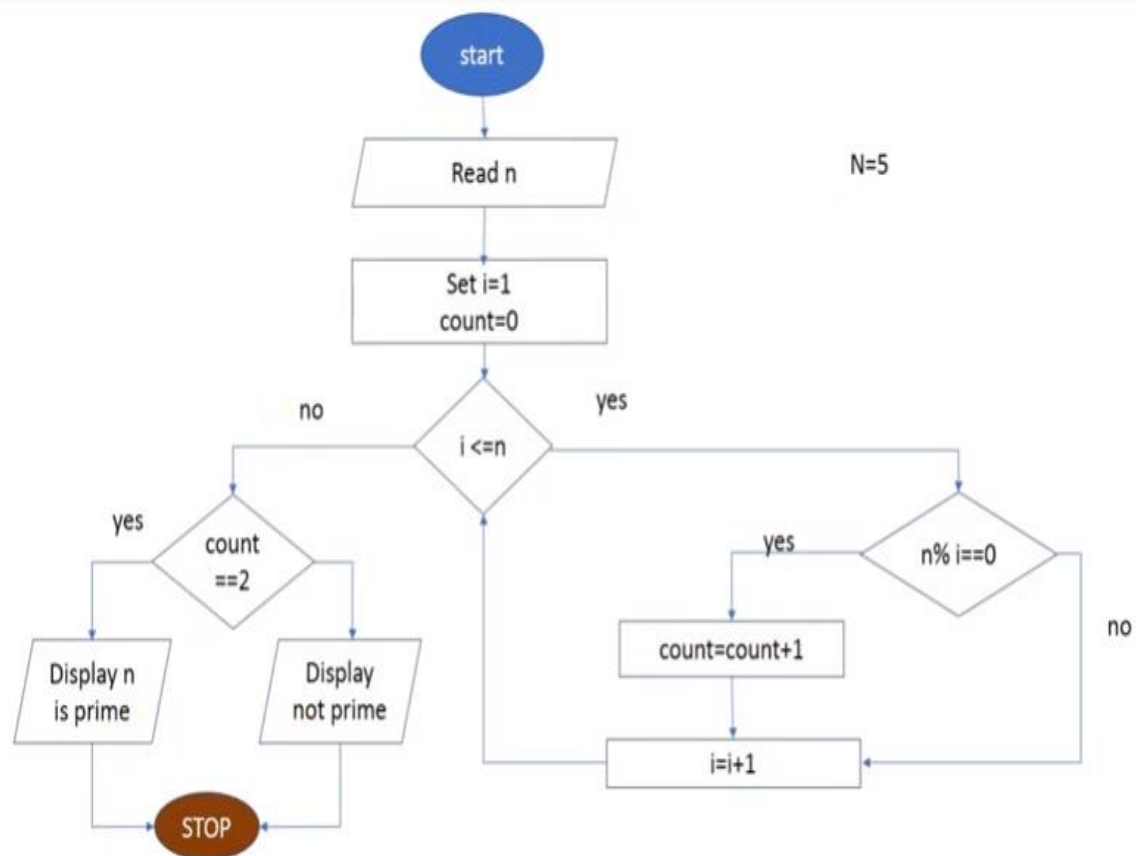 start
Read n
N=5
Set i=1
count=0
no
yes
i <=n
yes
count
==2
yes
n% i==0
no
count=count+1
Display n
is prime
Display
not prime
i=i+1
STOP